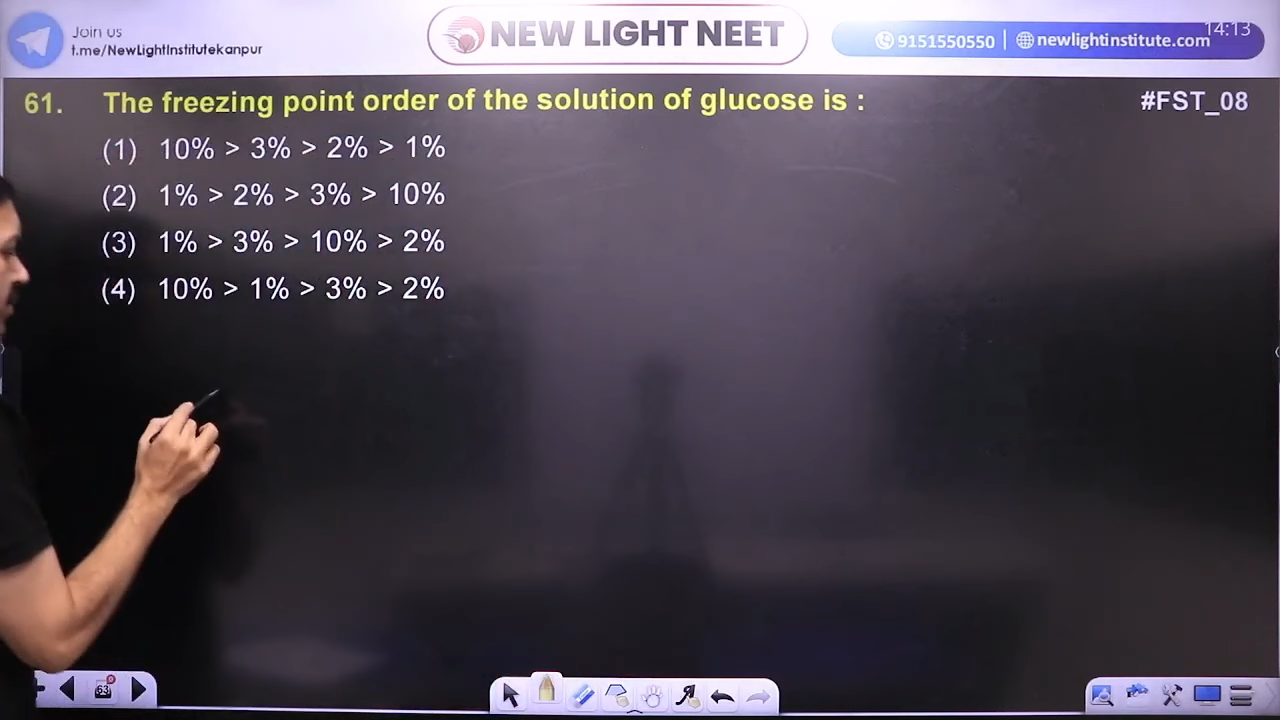 Join us
t.me/NewLightInstitutekanpur
NEW LIGHT NEET
9151550550 | newlightinstitute.com
14:13
61. The freezing point order of the solution of glucose is :
#FST_08
(1) 10% > 3% > 2% > 1%
(2) 1% > 2% > 3% > 10%
(3) 1% > 3% > 10% > 2%
(4) 10% > 1% > 3% > 2%
63